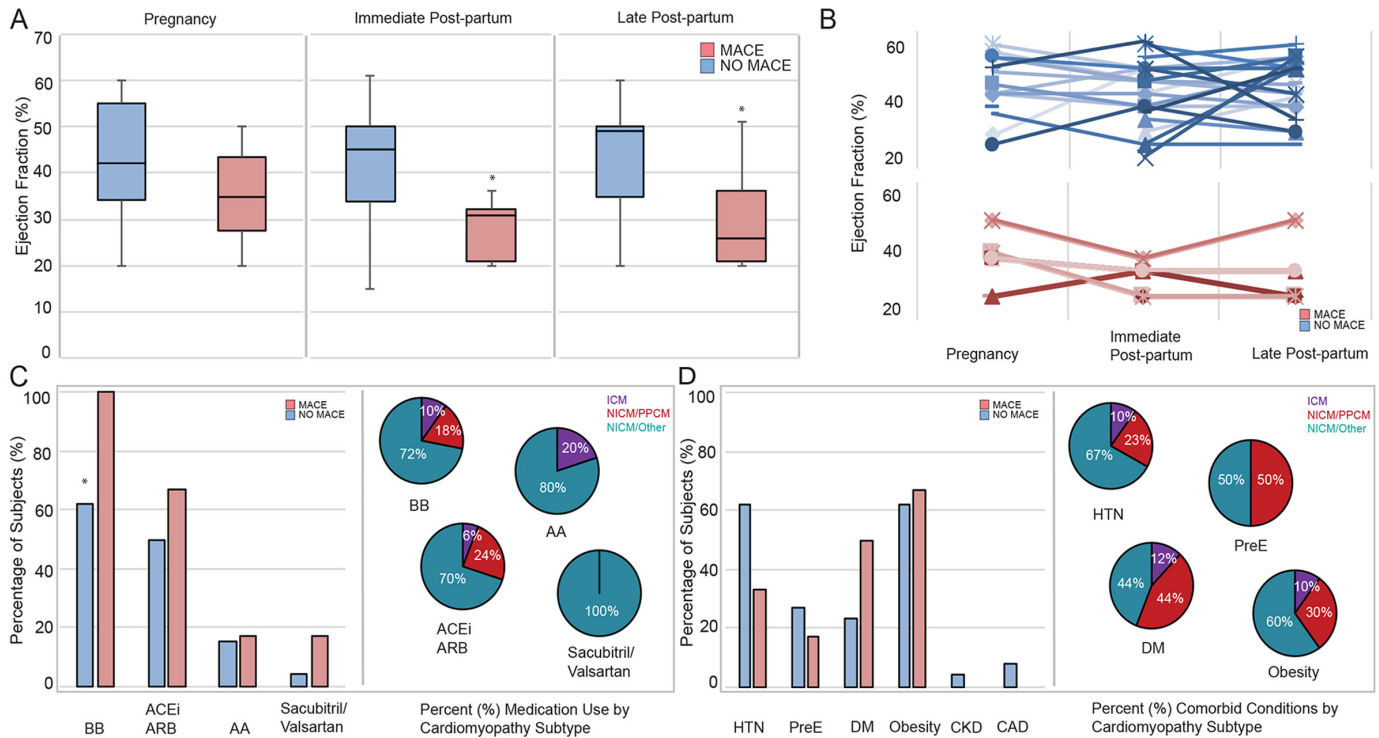 A
Pregnancy
Immediate Post-partum
Late Post-partum
MACE
NO MACE
Ejection Fraction (%)
70
60
50
40
30
20
10
0
*
*
B
Ejection Fraction (%)
60
40
20
60
40
20
MACE
NO MACE
Pregnancy
Immediate
Post-partum
Late Post-partum
C
Percentage of Subjects (%)
100
80
60
40
20
0
*
MACE
NO MACE
BB
ACEi
ARB
AA
Sacubitril/
Valsartan
ICM
NICM/PPCM
NICM/Other
10%
18%
72%
BB
20%
80%
AA
6%
24%
70%
ACEi
ARB
100%
Sacubitril/
Valsartan
Percent (%) Medication Use by
Cardiomyopathy Subtype
D
Percentage of Subjects (%)
100
80
60
40
20
0
MACE
NO MACE
HTN
PreE
DM
Obesity
CKD
CAD
ICM
NICM/PPCM
NICM/Other
10%
23%
67%
HTN
50%
50%
PreE
12%
44%
44%
DM
10%
30%
60%
Obesity
Percent (%) Comorbid Conditions by
Cardiomyopathy Subtype